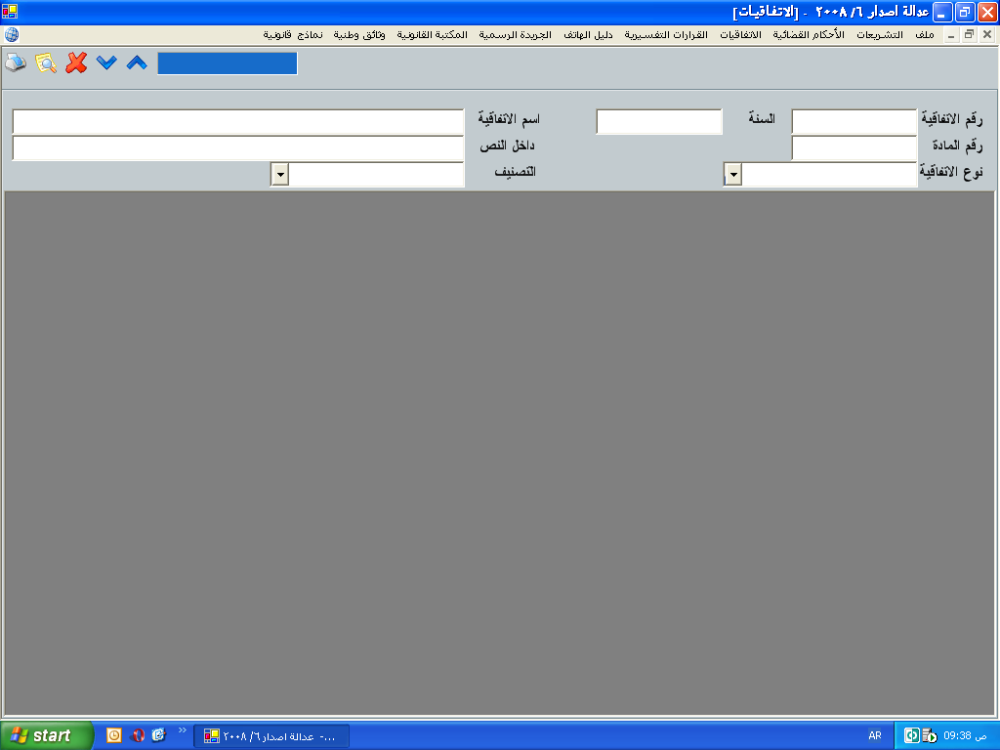 عدالة اصدار ٦/ ٢٠٠٨ - [الاتفاقيات]
ملف التشريعات الأحكام القضائية الاتفاقيات القرارات التفسيرية دليل الهاتف الجريدة الرسمية المكتبة القانونية وثائق وطنية نماذج قانونية
رقم الاتفاقية السنة اسم الاتفاقية
رقم المادة داخل النص
نوع الاتفاقية التصنيف
start عدالة اصدار ٦/ ٢٠٠٨ -... AR 09:38 ص